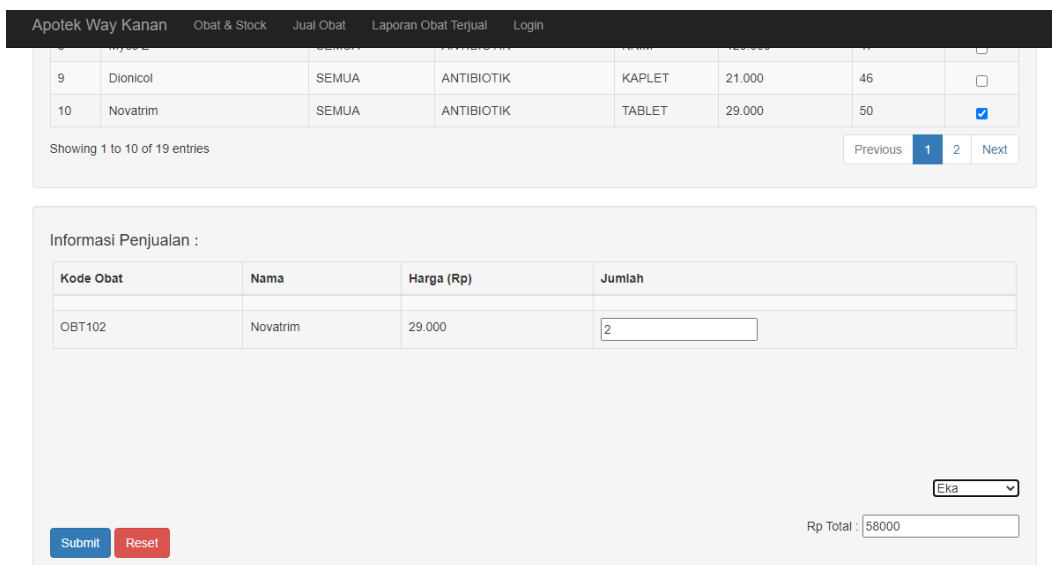 Apotek Way Kanan Obat & Stock Jual Obat Laporan Obat Terjual Login
9 Dionicol SEMUA ANTIBIOTIK KAPLET 21.000 46
10 Novatrim SEMUA ANTIBIOTIK TABLET 29.000 50
Showing 1 to 10 of 19 entries Previous 1 2 Next
Informasi Penjualan :
Kode Obat Nama Harga (Rp) Jumlah
OBT102 Novatrim 29.000 2
Eka
Rp Total : 58000
Submit Reset